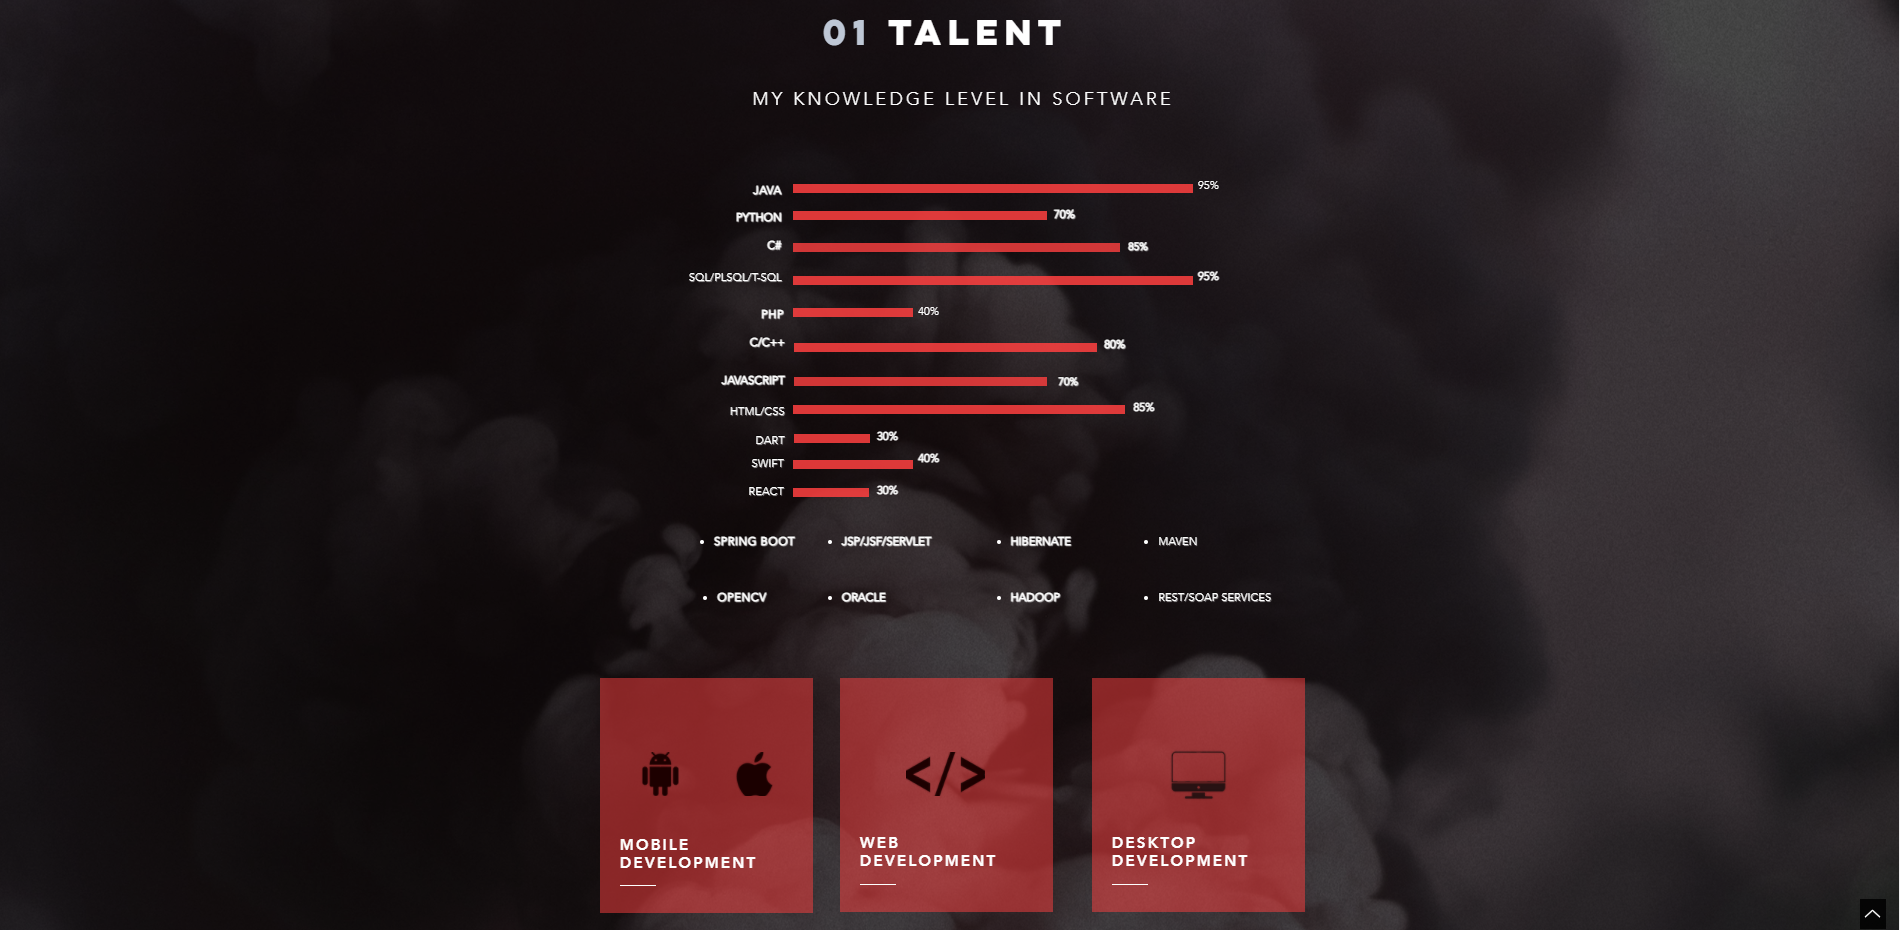 01 TALENT
MY KNOWLEDGE LEVEL IN SOFTWARE
JAVA 95%
PYTHON 70%
C# 85%
SQL/PLSQL/T-SQL 95%
PHP 40%
C/C++ 80%
JAVASCRIPT 70%
HTML/CSS 85%
DART 30%
SWIFT 40%
REACT 30%
• SPRING BOOT • JSP/JSF/SERVLET • HIBERNATE • MAVEN
• OPENCV • ORACLE • HADOOP • REST/SOAP SERVICES
</>
MOBILE
DEVELOPMENT
WEB
DEVELOPMENT
DESKTOP
DEVELOPMENT